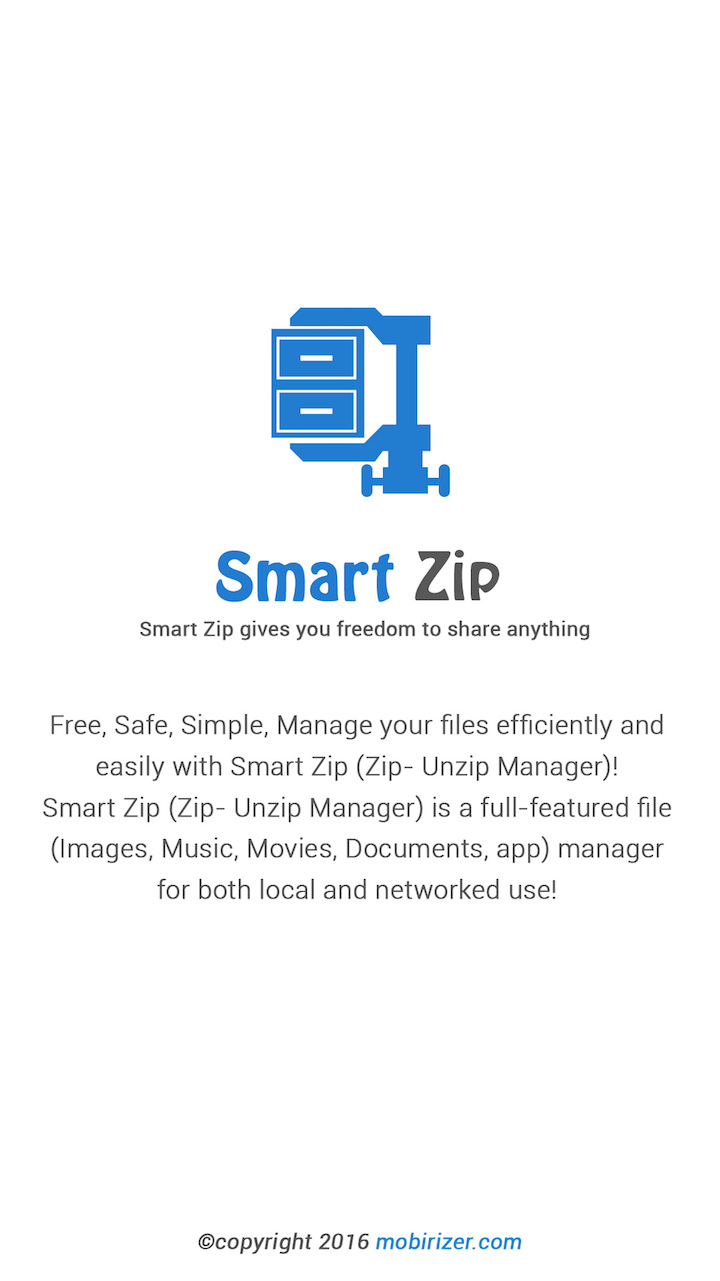 Smart Zip
Smart Zip gives you freedom to share anything
Free, Safe, Simple, Manage your files efficiently and
easily with Smart Zip (Zip- Unzip Manager)!
Smart Zip (Zip- Unzip Manager) is a full-featured file
(Images, Music, Movies, Documents, app) manager
for both local and networked use!
©copyright 2016 mobirizer.com